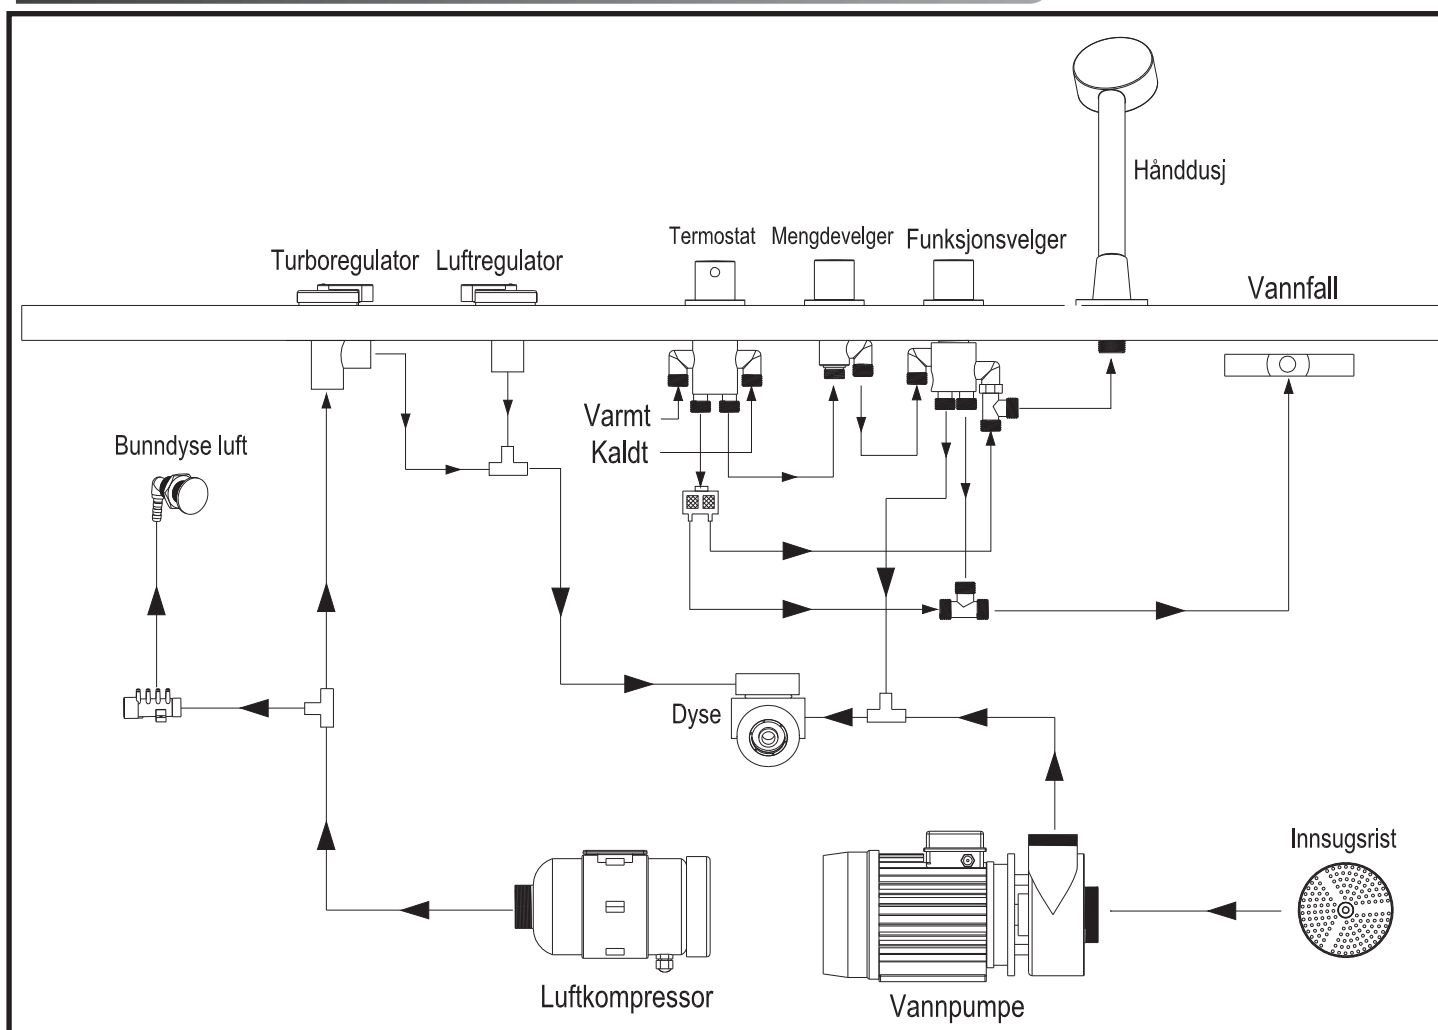 Hånddusj
Termostat
Mengdevelger
Funksjonsvelger
Turboregulator
Luftregulator
Vannfall
Varmt
Kaldt
Bunndyse luft
Dyse
Innsugsrist
Luftkompressor
Vannpumpe